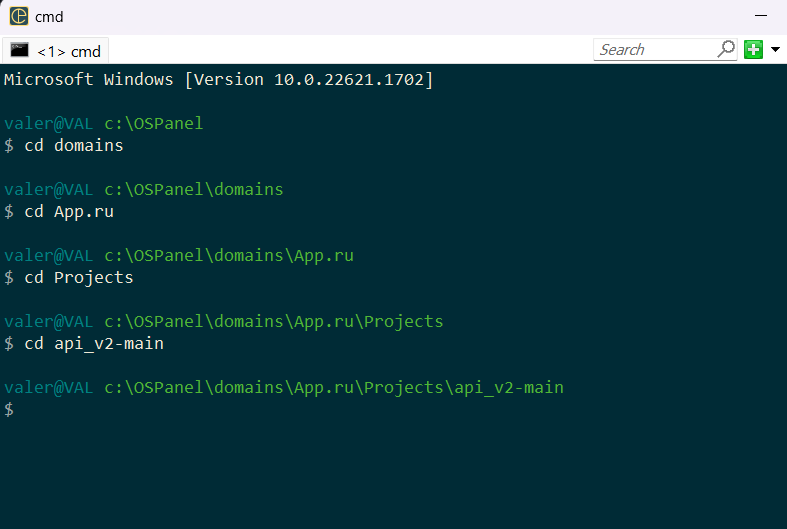 cmd
<1> cmd
Search
Microsoft Windows [Version 10.0.22621.1702]
valer@VAL c:\OSPanel
$ cd domains
valer@VAL c:\OSPanel\domains
$ cd App.ru
valer@VAL c:\OSPanel\domains\App.ru
$ cd Projects
valer@VAL c:\OSPanel\domains\App.ru\Projects
$ cd api_v2-main
valer@VAL c:\OSPanel\domains\App.ru\Projects\api_v2-main
$